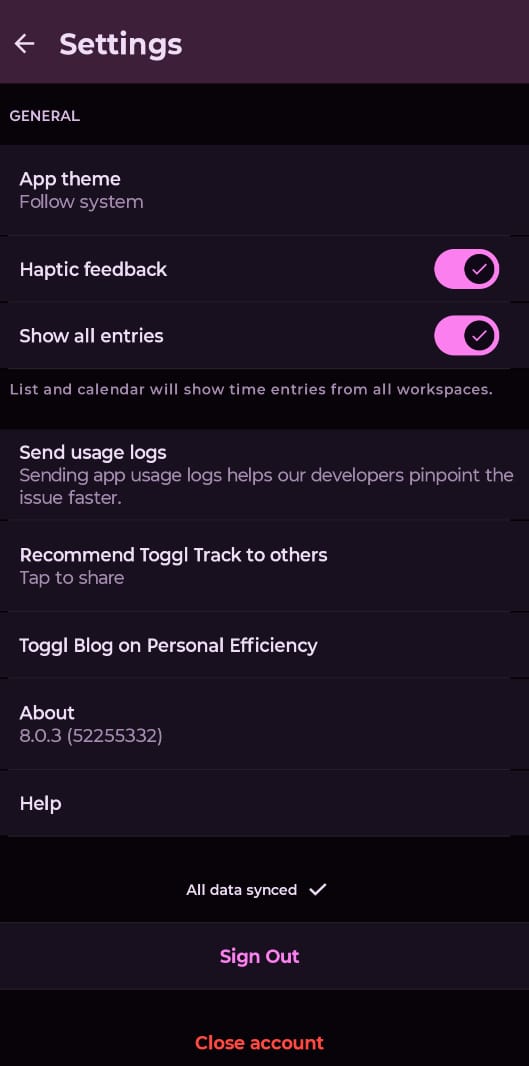 Settings
GENERAL
App theme
Follow system
Haptic feedback
Show all entries
List and calendar will show time entries from all workspaces.
Send usage logs
Sending app usage logs helps our developers pinpoint the
issue faster.
Recommend Toggl Track to others
Tap to share
Toggl Blog on Personal Efficiency
About
8.0.3 (52255332)
Help
All data synced
Sign Out
Close account